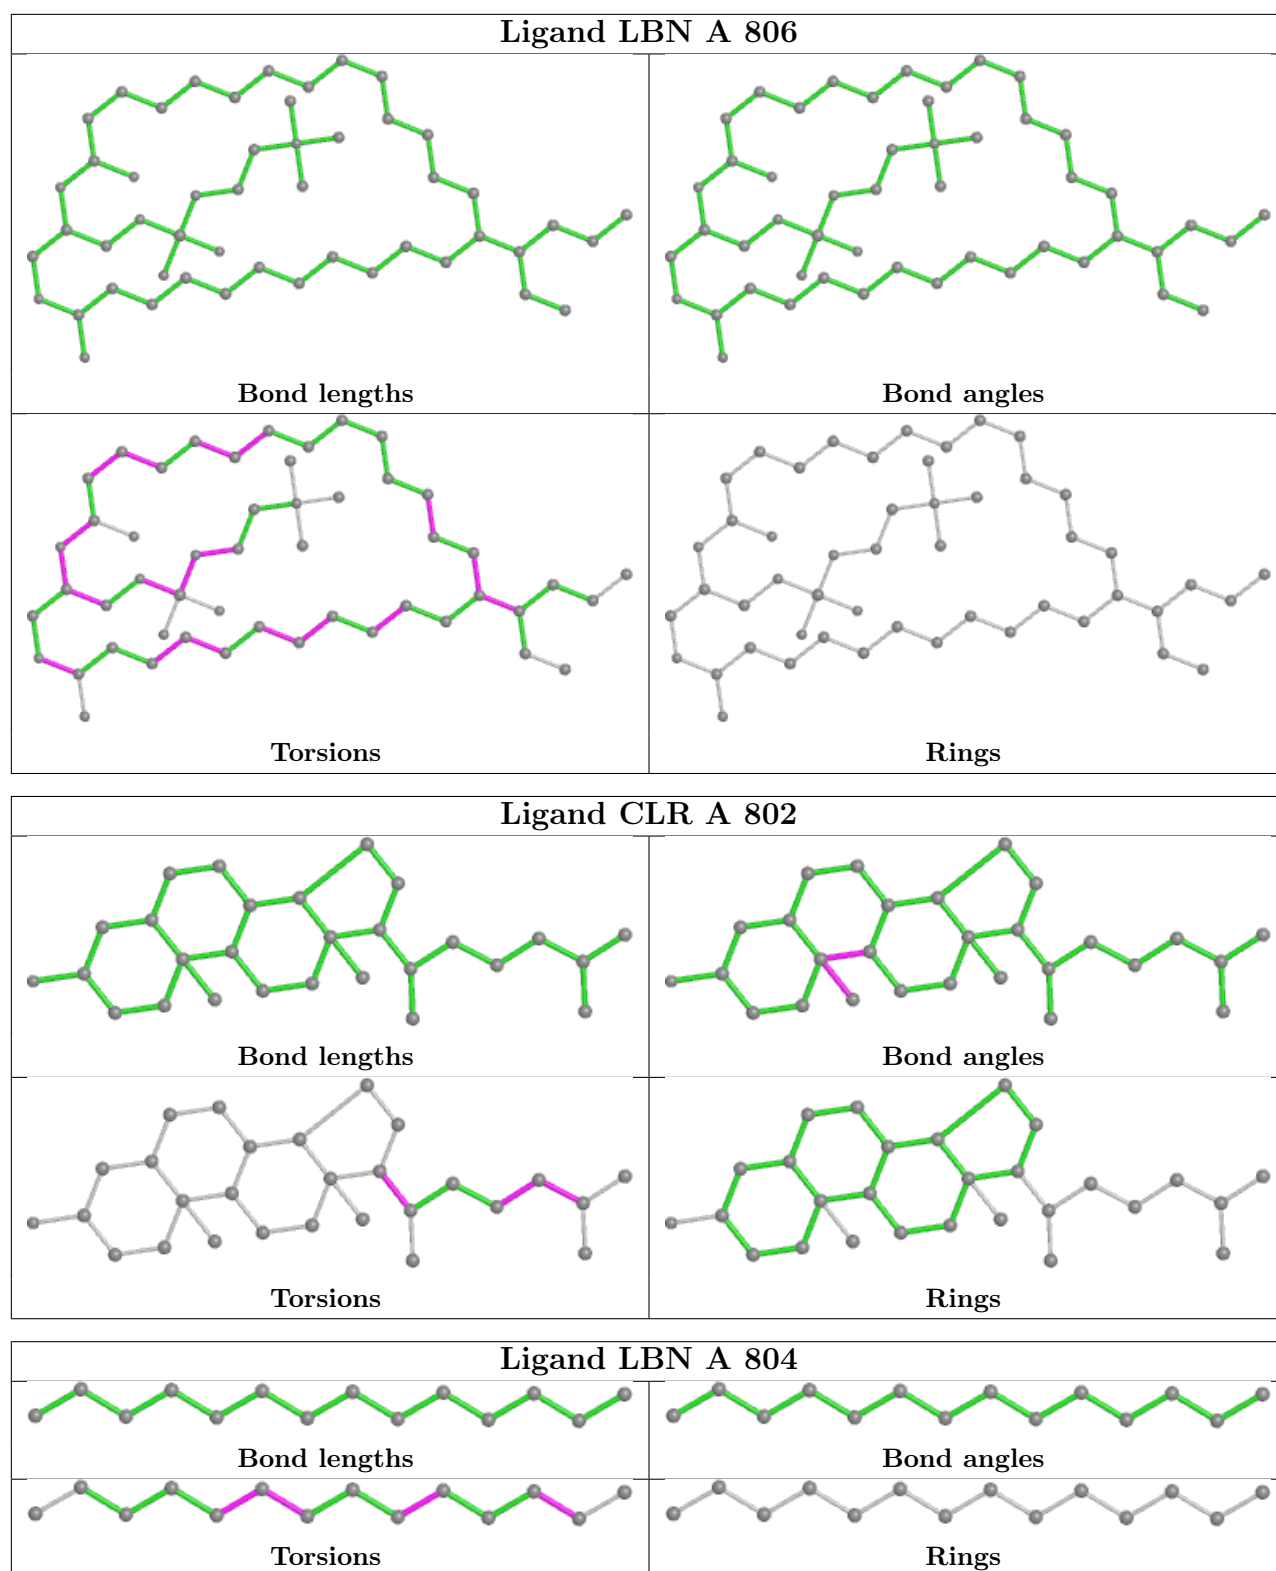 Ligand LBN A 806
Bond lengths
Bond angles
Torsions
Rings
Ligand CLR A 802
Bond lengths
Bond angles
Torsions
Rings
Ligand LBN A 804
Bond lengths
Bond angles
Torsions
Rings